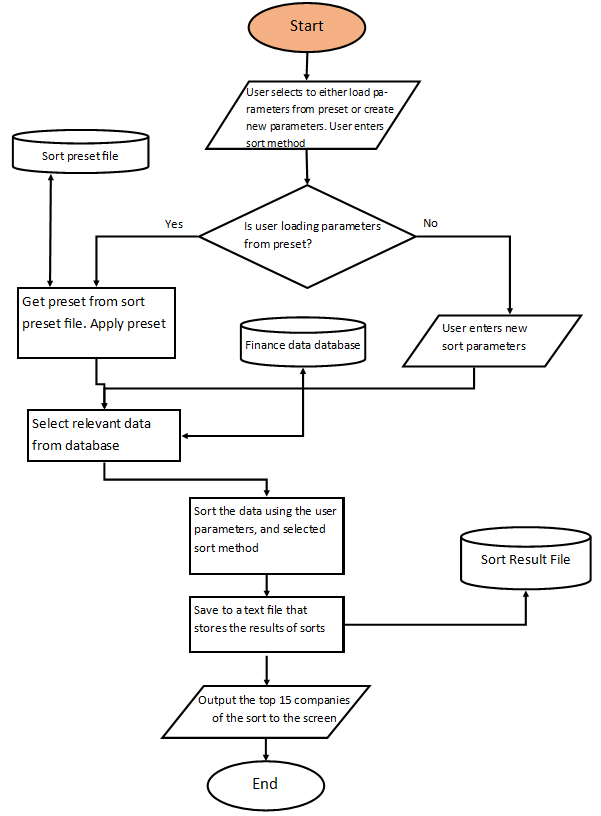 Start
User selects to either load pa-
rameters from preset or create
new parameters. User enters
sort method
Sort preset file
Is user loading parameters
from preset?
Yes
No
Get preset from sort
preset file. Apply preset
Finance data database
User enters new
sort parameters
Select relevant data
from database
Sort the data using the user
parameters, and selected
sort method
Sort Result File
Save to a text file that
stores the results of sorts
Output the top 15 companies
of the sort to the screen
End